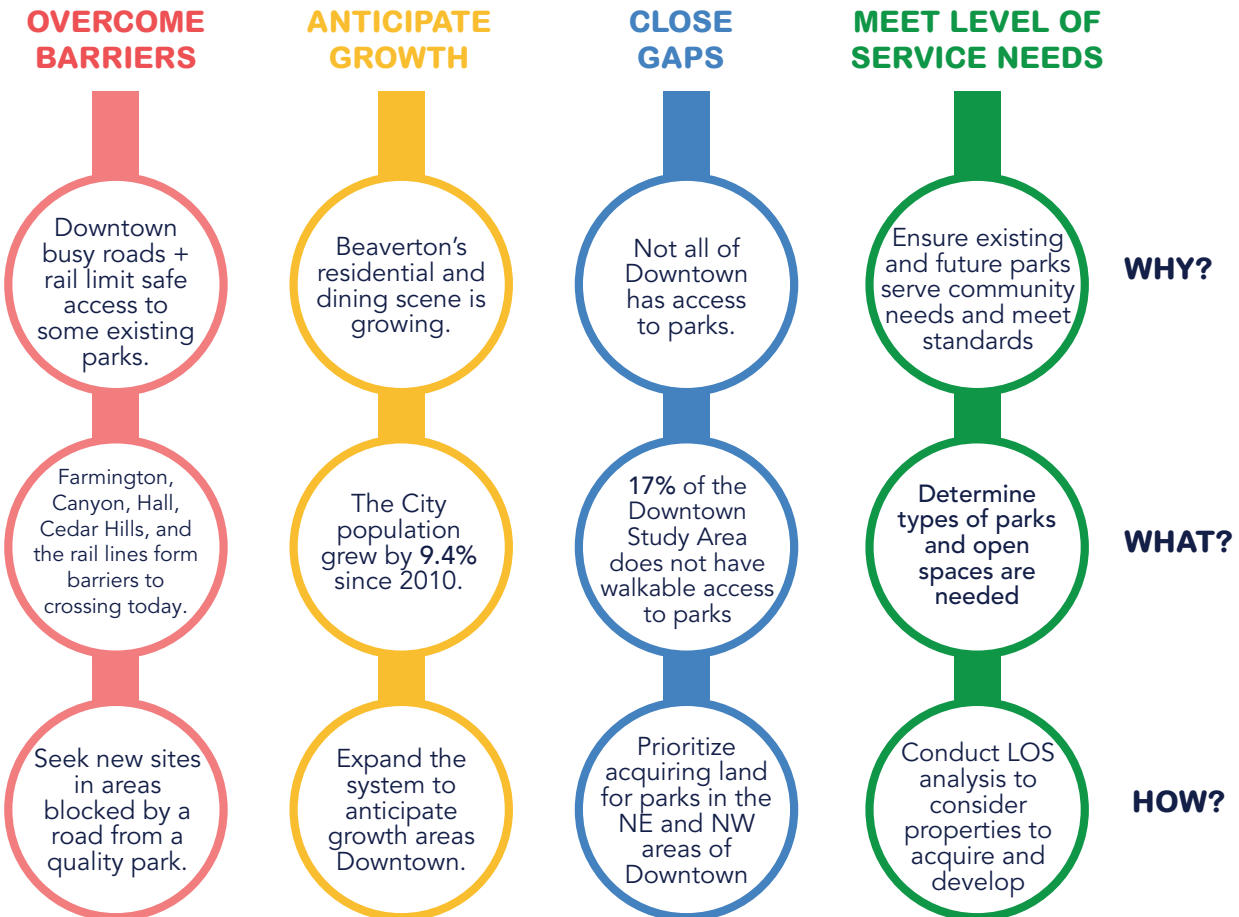 OVERCOME
BARRIERS
ANTICIPATE
GROWTH
CLOSE
GAPS
MEET LEVEL OF
SERVICE NEEDS
Downtown
busy roads +
rail limit safe
access to
some existing
parks.
Beaverton's
residential and
dining scene is
growing.
Not all of
Downtown
has access
to parks.
Ensure existing
and future parks
serve community
needs and meet
standards
WHY?
Farmington,
Canyon, Hall,
Cedar Hills, and
the rail lines form
barriers to
crossing today.
The City
population
grew by 9.4%
since 2010.
17% of the
Downtown
Study Area
does not have
walkable access
to parks
Determine
types of parks
and open
spaces are
needed
WHAT?
Seek new sites
in areas
blocked by a
road from a
quality park.
Expand the
system to
anticipate
growth areas
Downtown.
Prioritize
acquiring land
for parks in the
NE and NW
areas of
Downtown
Conduct LOS
analysis to
consider
properties to
acquire and
develop
HOW?